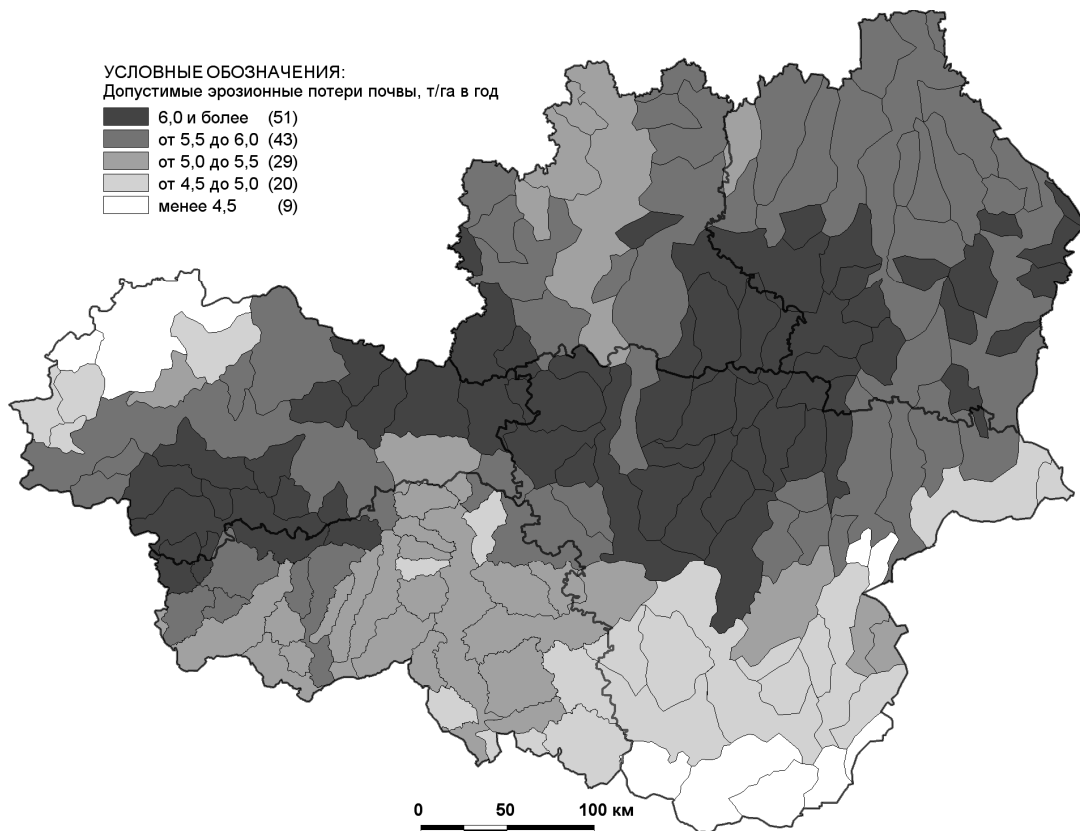 УСЛОВНЫЕ ОБОЗНАЧЕНИЯ:
Допустимые эрозионные потери почвы, т/га в год
6,0 и более (51)
от 5,5 до 6,0 (43)
от 5,0 до 5,5 (29)
от 4,5 до 5,0 (20)
менее 4,5 (9)
0 50 100 км